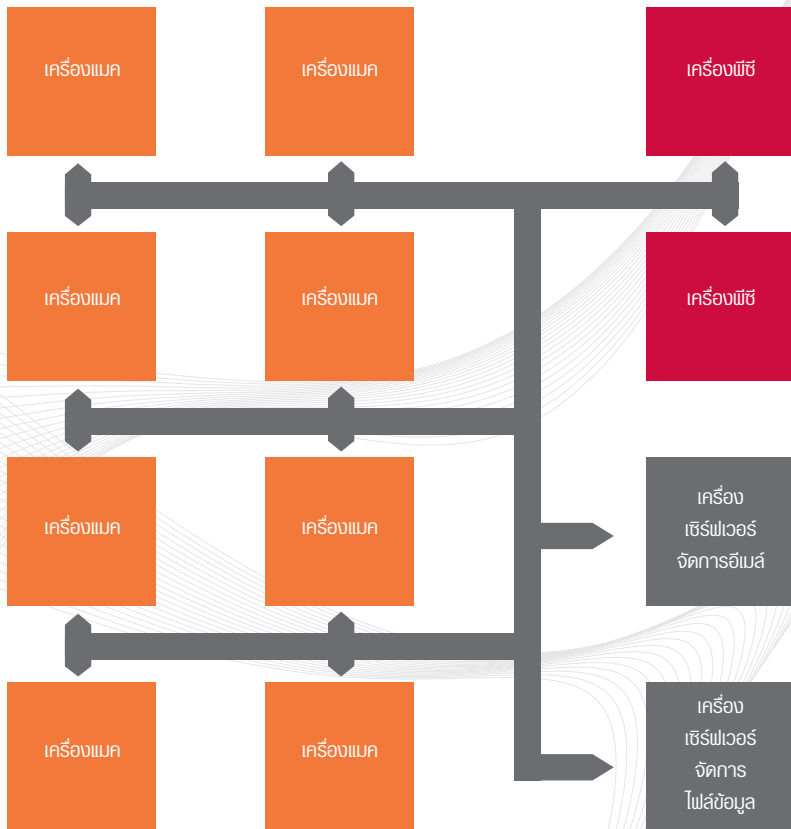 เครื่องแมค
เครื่องแมค
เครื่องพีซี
เครื่องแมค
เครื่องแมค
เครื่องพีซี
เครื่องแมค
เครื่องแมค
เครื่อง
เซิร์ฟเวอร์
จัดการอีเมล์
เครื่องแมค
เครื่องแมค
เครื่อง
เซิร์ฟเวอร์
จัดการ
ไฟล์ข้อมูล